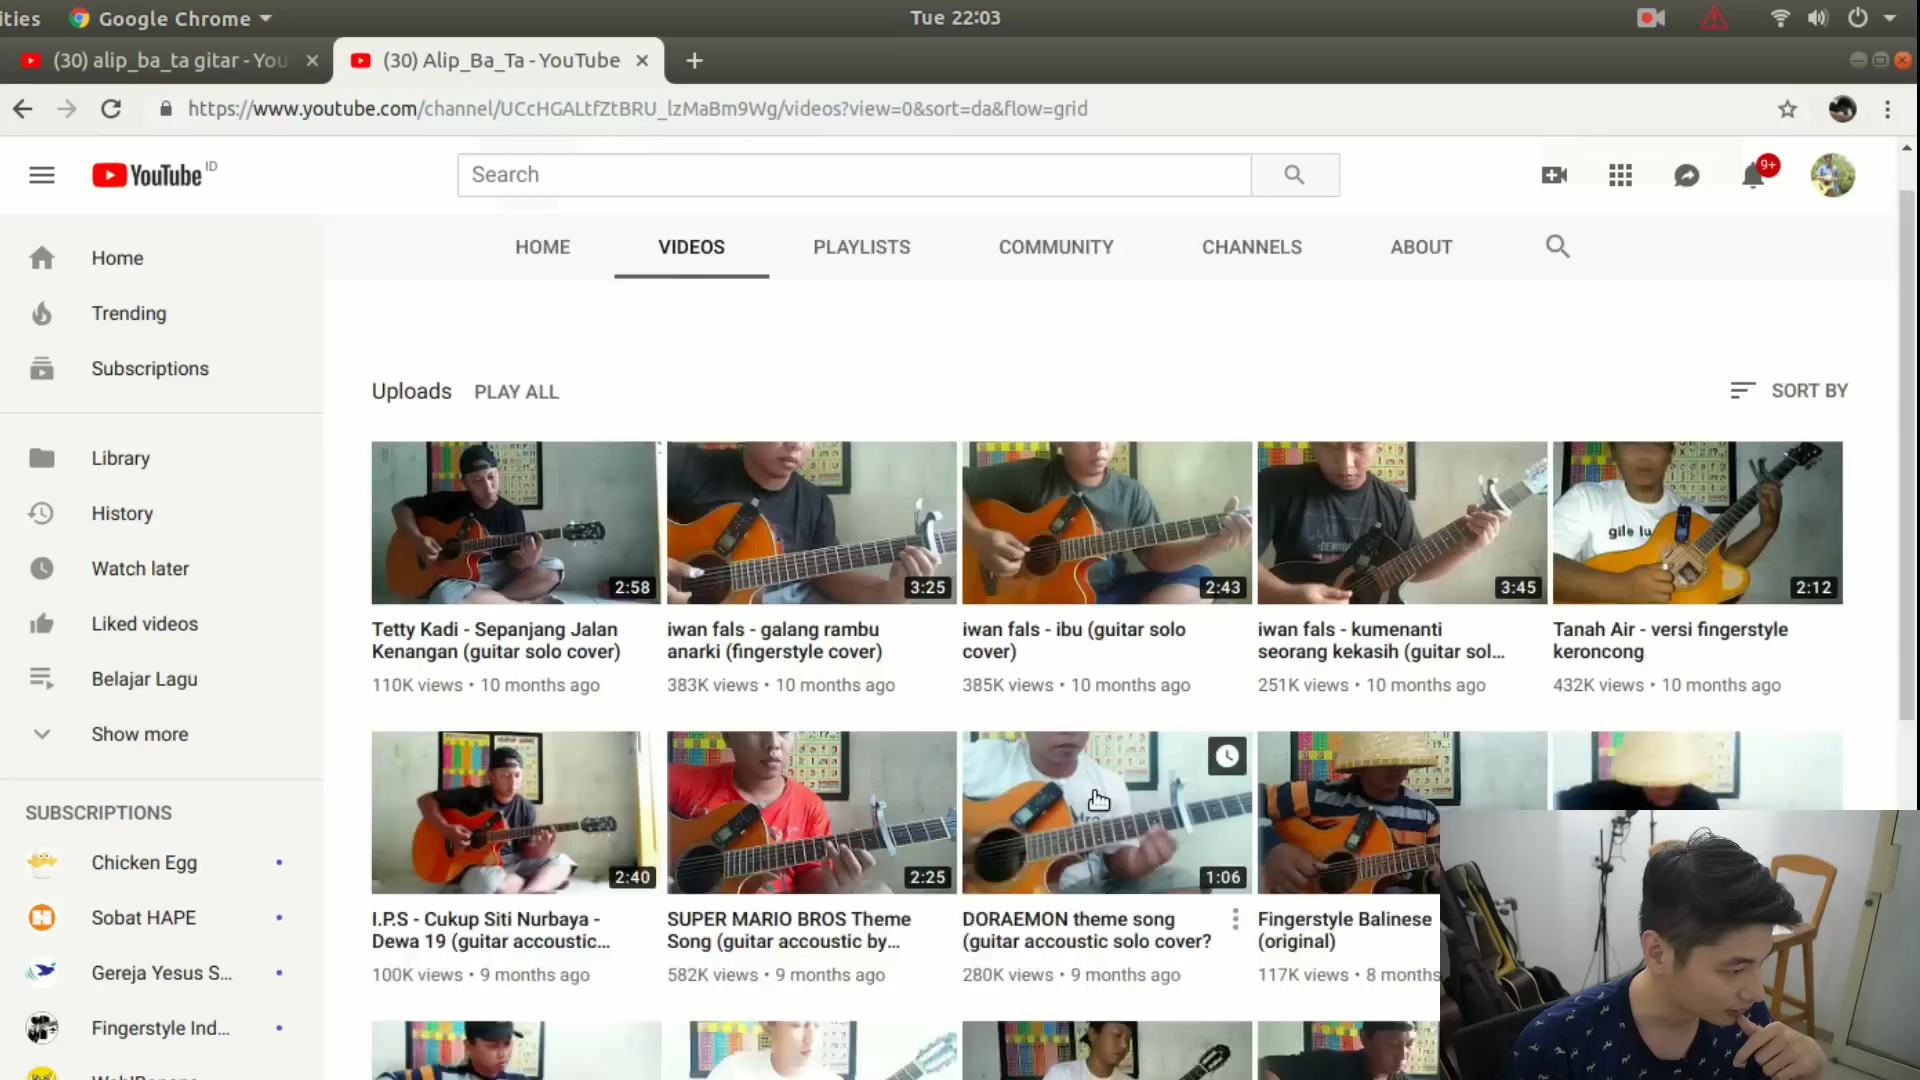 ities
Google Chrome
Tue 22:03
(30) alip_ba_ta gitar - You
(30) Alip_Ba_Ta - YouTube
https://www.youtube.com/channel/UCcHGALtfZtBRU_lzMaBm9Wg/videos?view=0&sort=da&flow=grid
YouTube ID
Search
9+
Home
Trending
Subscriptions
Library
History
Watch later
Liked videos
Belajar Lagu
Show more
SUBSCRIPTIONS
Chicken Egg
Sobat HAPE
Gereja Yesus S...
Fingerstyle Ind...
HOME
VIDEOS
PLAYLISTS
COMMUNITY
CHANNELS
ABOUT
Uploads
PLAY ALL
SORT BY
2:58
Tetty Kadi - Sepanjang Jalan
Kenangan (guitar solo cover)
110K views • 10 months ago
3:25
iwan fals - galang rambu
anarki (fingerstyle cover)
383K views • 10 months ago
2:43
iwan fals - ibu (guitar solo
cover)
385K views • 10 months ago
3:45
iwan fals - kumenanti
seorang kekasih (guitar sol...
251K views • 10 months ago
gile lu
2:12
Tanah Air - versi fingerstyle
keroncong
432K views • 10 months ago
2:40
I.P.S - Cukup Siti Nurbaya -
Dewa 19 (guitar accoustic...
100K views • 9 months ago
2:25
SUPER MARIO BROS Theme
Song (guitar accoustic by...
582K views • 9 months ago
1:06
DORAEMON theme song
(guitar accoustic solo cover?
280K views • 9 months ago
Fingerstyle Balinese
(original)
117K views • 8 months